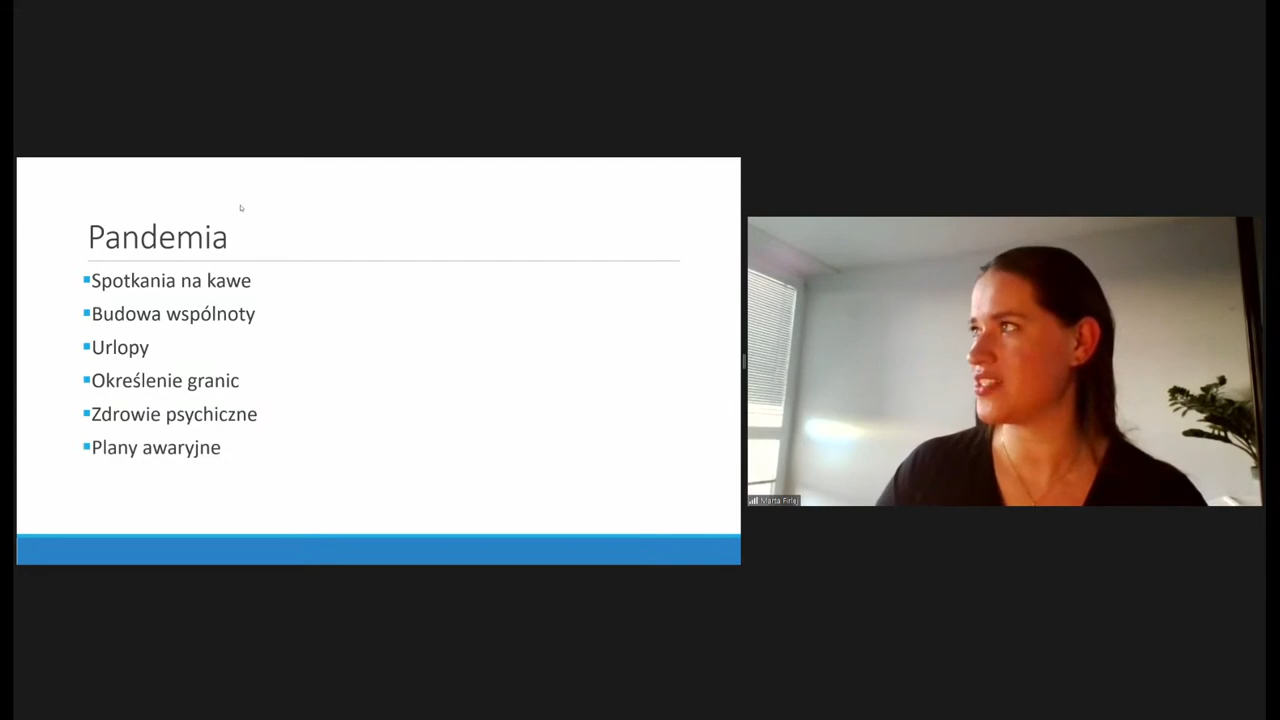 Pandemia
Spotkania na kawe
Budowa wspólnoty
Urlopy
Określenie granic
Zdrowie psychiczne
Plany awaryjne
Marta Firlej